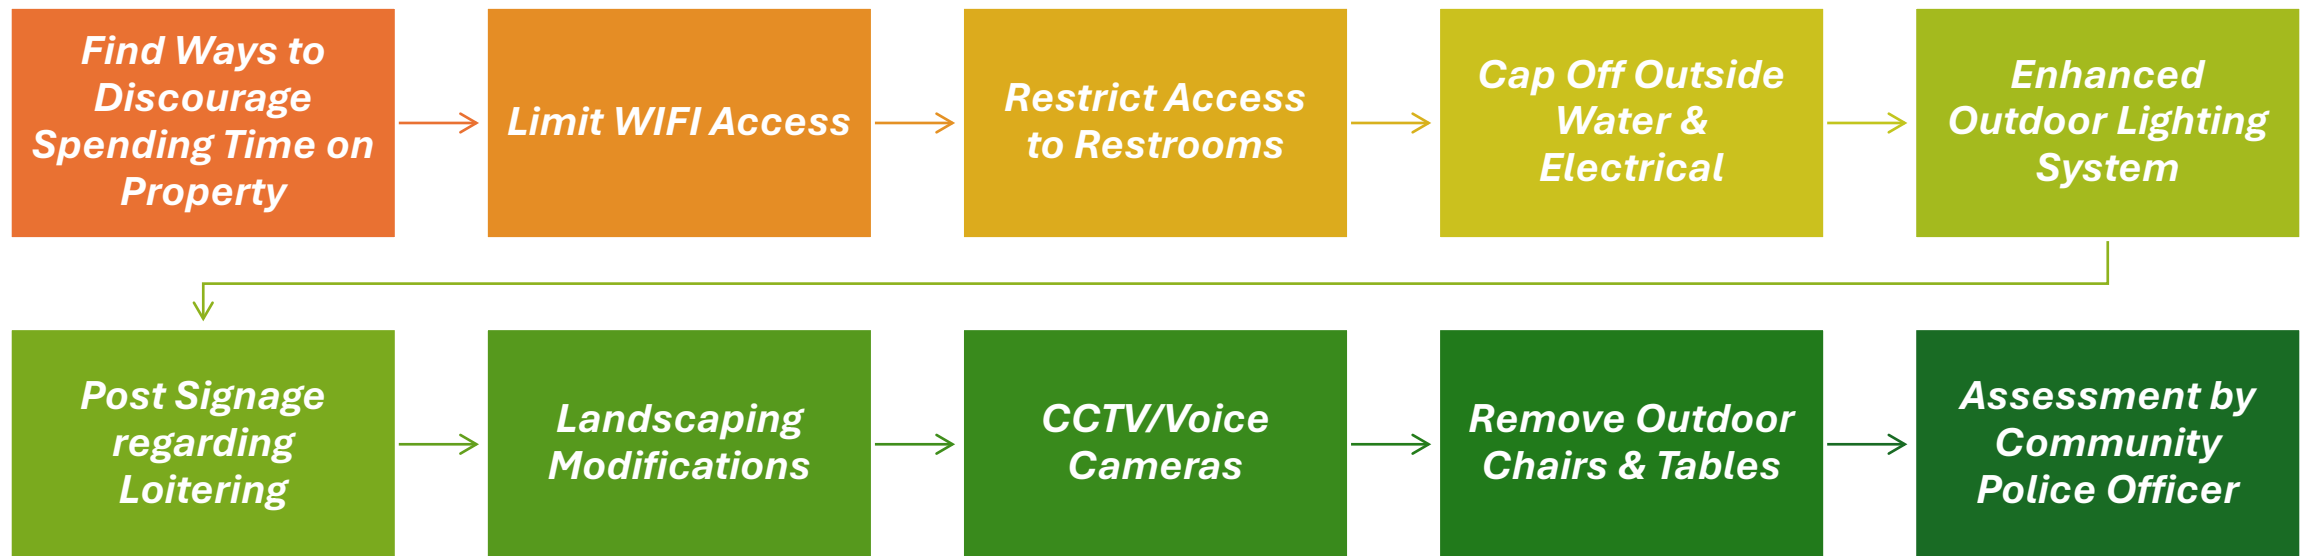 Find Ways to
Discourage
Spending Time on
Property
Limit WIFI Access
Restrict Access
to Restrooms
Cap Off Outside
Water &
Electrical
Enhanced
Outdoor Lighting
System
Post Signage
regarding
Loitering
Landscaping
Modifications
CCTV/Voice
Cameras
Remove Outdoor
Chairs & Tables
Assessment by
Community
Police Officer